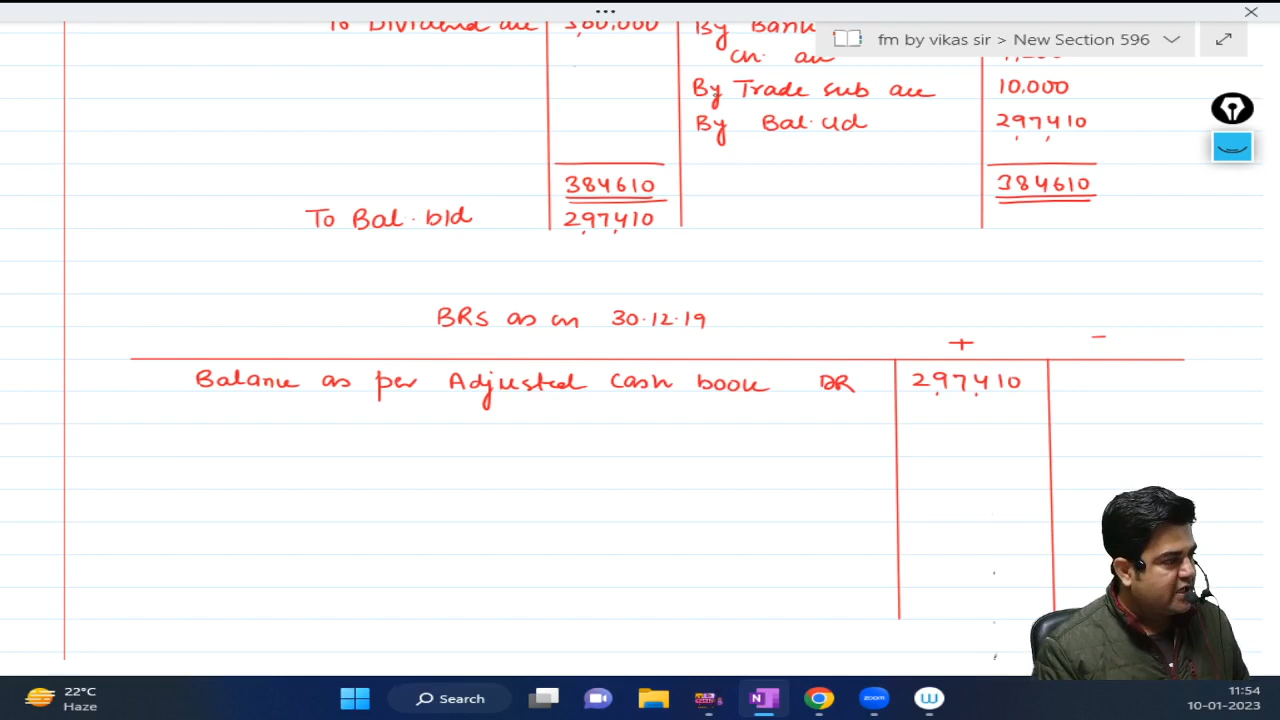 fm by vikas sir > New Section 596
To Dividend a/c
By Bank
Ch. a/c
By Trade sub a/c 10,000
By Bal. c/d 297410
384610 384610
To Bal. b/d 297410
BRS as on 30.12.19
+ -
Balance as per Adjusted Cash book DR 297410
22°C
Haze
Search
zoom
W
11:54
10-01-2023